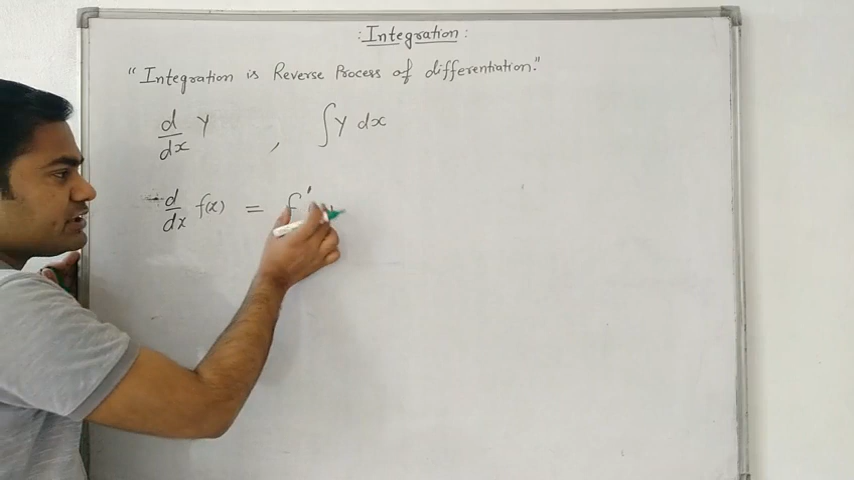 : Integration :
"Integration is Reverse Process of differentiation."
d/dx y , ∫y dx
d/dx f(x) = f'